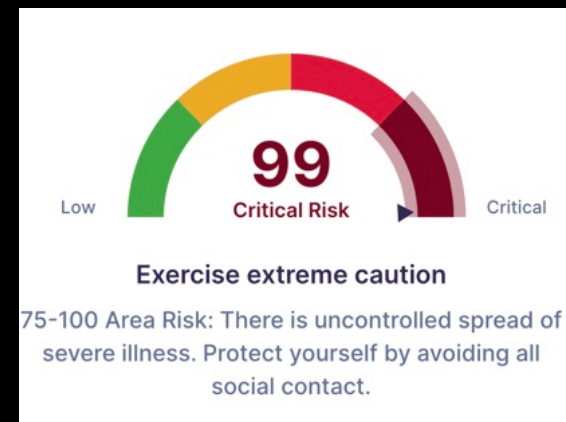 99
Low
Critical Risk
Critical
Exercise extreme caution
75-100 Area Risk: There is uncontrolled spread of
severe illness. Protect yourself by avoiding all
social contact.